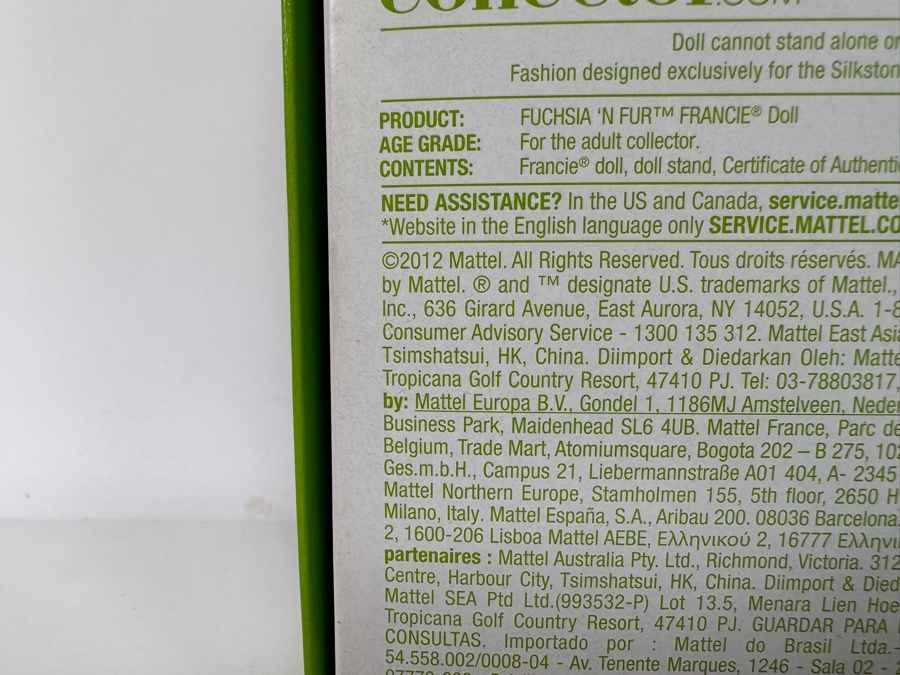 collector.COM
Doll cannot stand alone or
Fashion designed exclusively for the Silkston
PRODUCT: FUCHSIA ‘N FUR™ FRANCIE® Doll
AGE GRADE: For the adult collector.
CONTENTS: Francie® doll, doll stand, Certificate of Authenti
NEED ASSISTANCE? In the US and Canada, service.matte
*Website in the English language only SERVICE.MATTEL.CO
©2012 Mattel. All Rights Reserved. Tous droits réservés. MA
by Mattel. ® and ™ designate U.S. trademarks of Mattel.,
Inc., 636 Girard Avenue, East Aurora, NY 14052, U.S.A. 1-8
Consumer Advisory Service - 1300 135 312. Mattel East Asia
Tsimshatsui, HK, China. Diimport & Diedarkan Oleh: Matte
Tropicana Golf Country Resort, 47410 PJ. Tel: 03-78803817,
by: Mattel Europa B.V., Gondel 1, 1186MJ Amstelveen, Neder
Business Park, Maidenhead SL6 4UB. Mattel France, Parc de
Belgium, Trade Mart, Atomiumsquare, Bogota 202 – B 275, 102
Ges.m.b.H., Campus 21, Liebermannstraße A01 404, A- 2345
Mattel Northern Europe, Stamholmen 155, 5th floor, 2650 H
Milano, Italy. Mattel España, S.A., Aribau 200. 08036 Barcelona.
2, 1600-206 Lisboa Mattel AEBE, Ελληνικού 2, 16777 Ελληνι
partenaires : Mattel Australia Pty. Ltd., Richmond, Victoria. 312
Centre, Harbour City, Tsimshatsui, HK, China. Diimport & Died
Mattel SEA Ptd Ltd.(993532-P) Lot 13.5, Menara Lien Hoe
Tropicana Golf Country Resort, 47410 PJ. GUARDAR PARA
CONSULTAS. Importado por : Mattel do Brasil Ltda.-
54.558.002/0008-04 - Av. Tenente Marques, 1246 - Sala 02 - 2